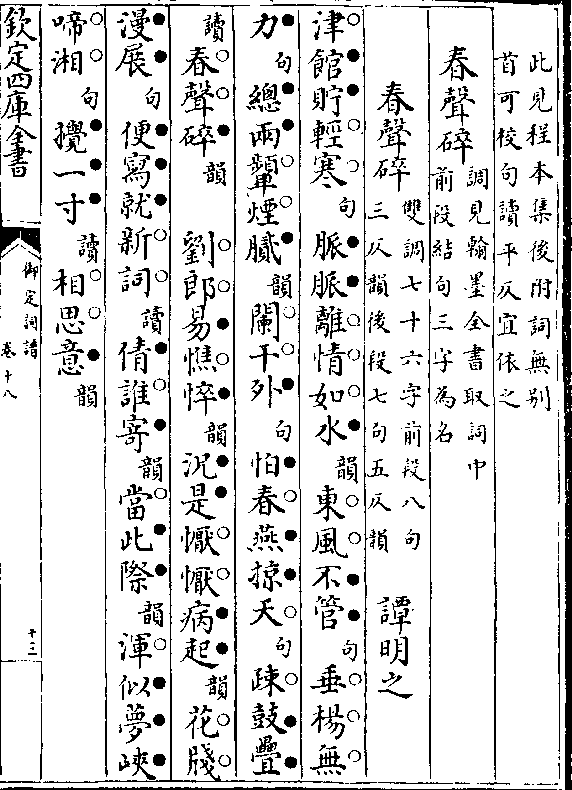 此見程本集後附詞無別
首可校句讀平仄宜依之
春聲碎 調見翰墨全書取詞中
前段結句三字為名
春聲碎 雙調七十六字前段八句
三仄韻後段七句五仄韻 譚明之
津館貯輕寒 句 脈脈離情如水 韻 東風不管 句 垂楊無
力 句 總雨顰煙膩 韻 闌干外 句 怕春燕掠天 句 疎鼓疊
讀 春聲碎 韻 劉郎易憔悴 韻 況是懨懨病起 韻 花牋
漫展 句 便寫就新詞 讀 倩誰寄 韻 當此際 韻 渾似夢峽
啼湘 句 攪一寸 讀 相思意 韻
欽定四庫全書
御定詞譜
卷十八
十三